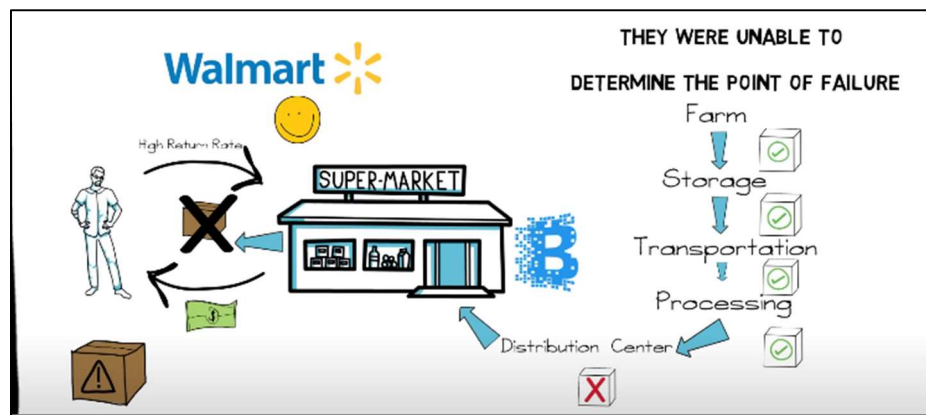 THEY WERE UNABLE TO
DETERMINE THE POINT OF FAILURE
Walmart
High Return Rate
SUPER-MARKET
Farm
Storage
Transportation
Processing
Distribution Center